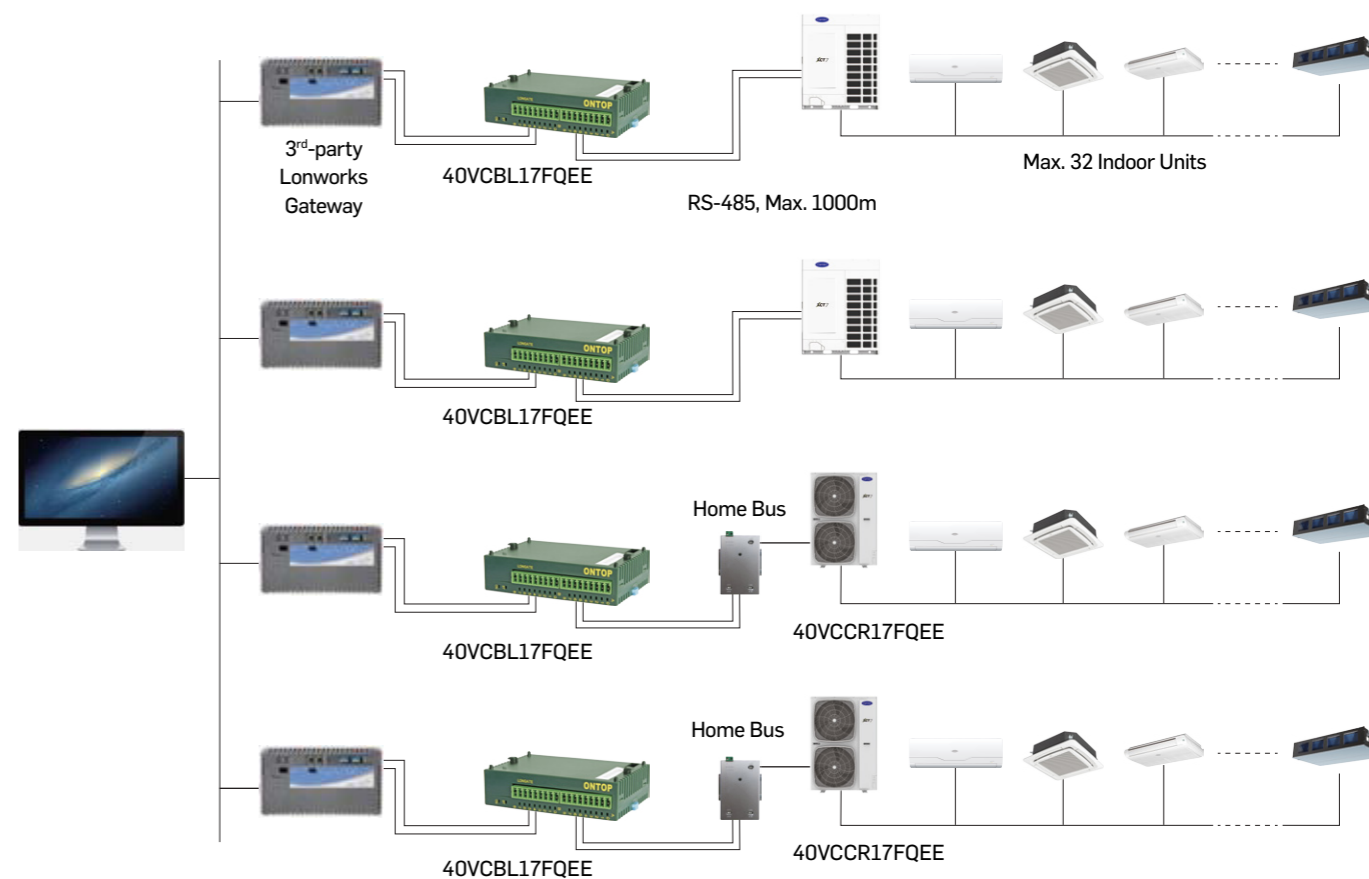 LONGATE
ONTOP
3rd-party
Lonworks
Gateway
40VCBL17FQEE
RS-485, Max. 1000m
Max. 32 Indoor Units
ONTOP
40VCBL17FQEE
Home Bus
ONTOP
40VCBL17FQEE
40VCCR17FQEE
Home Bus
ONTOP
40VCBL17FQEE
40VCCR17FQEE